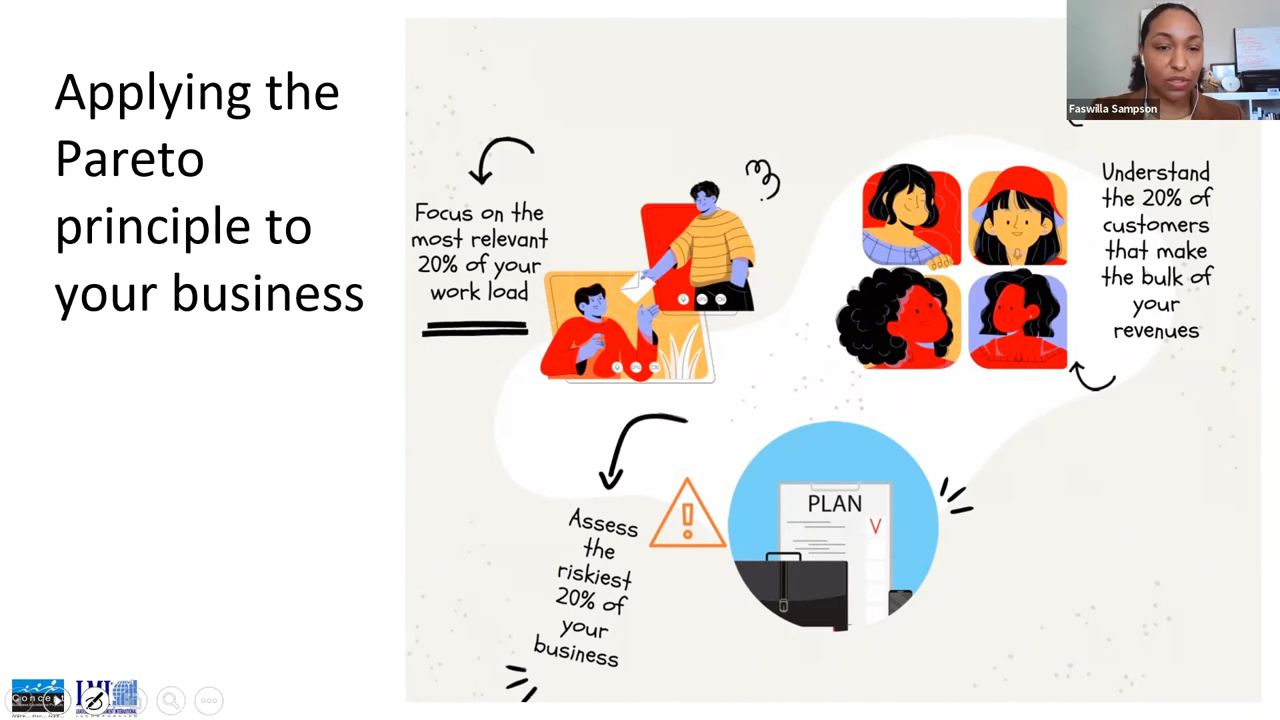 Applying the
Pareto
principle to
your business
Focus on the
most relevant
20% of your
work load
Faswilla Sampson
Understand
the 20% of
customers
that make
the bulk of
your
revenues
Assess
the
riskiest
20% of
your
business
PLAN
V